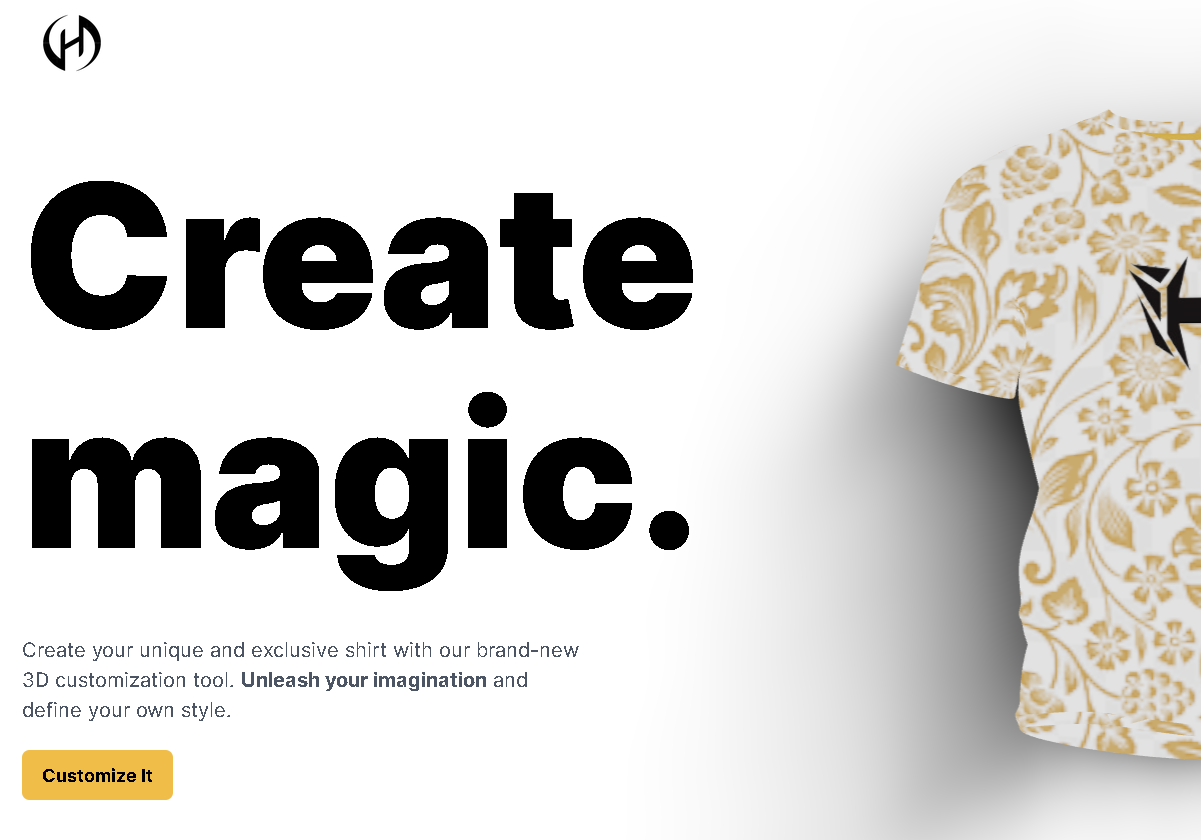 Create
magic.
Create your unique and exclusive shirt with our brand-new
3D customization tool. Unleash your imagination and
define your own style.
Customize It